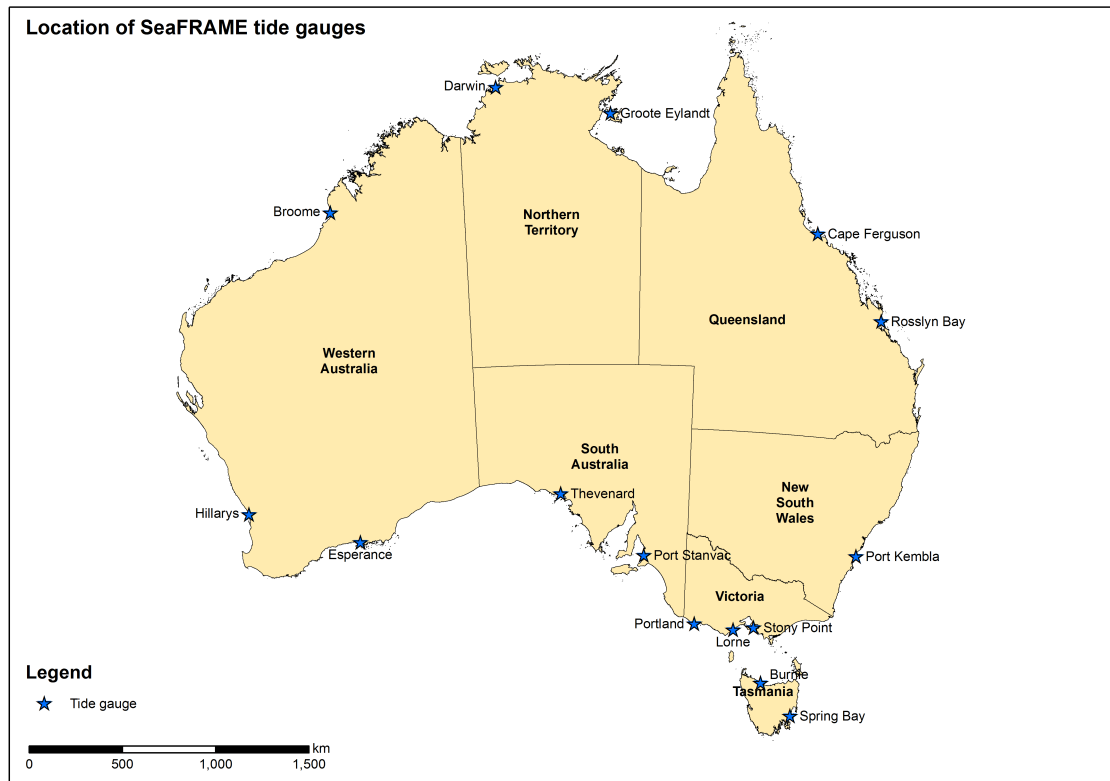 Location of SeaFRAME tide gauges
Darwin
Groote Eylandt
Broome
Northern
Territory
Cape Ferguson
Queensland
Rosslyn Bay
Western
Australia
South
Australia
Thevenard
New
South
Wales
Hillarys
Esperance
Port Stanvac
Port Kembla
Victoria
Portland
Lorne
Stony Point
Burnie
Tasmania
Spring Bay
Legend
Tide gauge
km
0 500 1,000 1,500